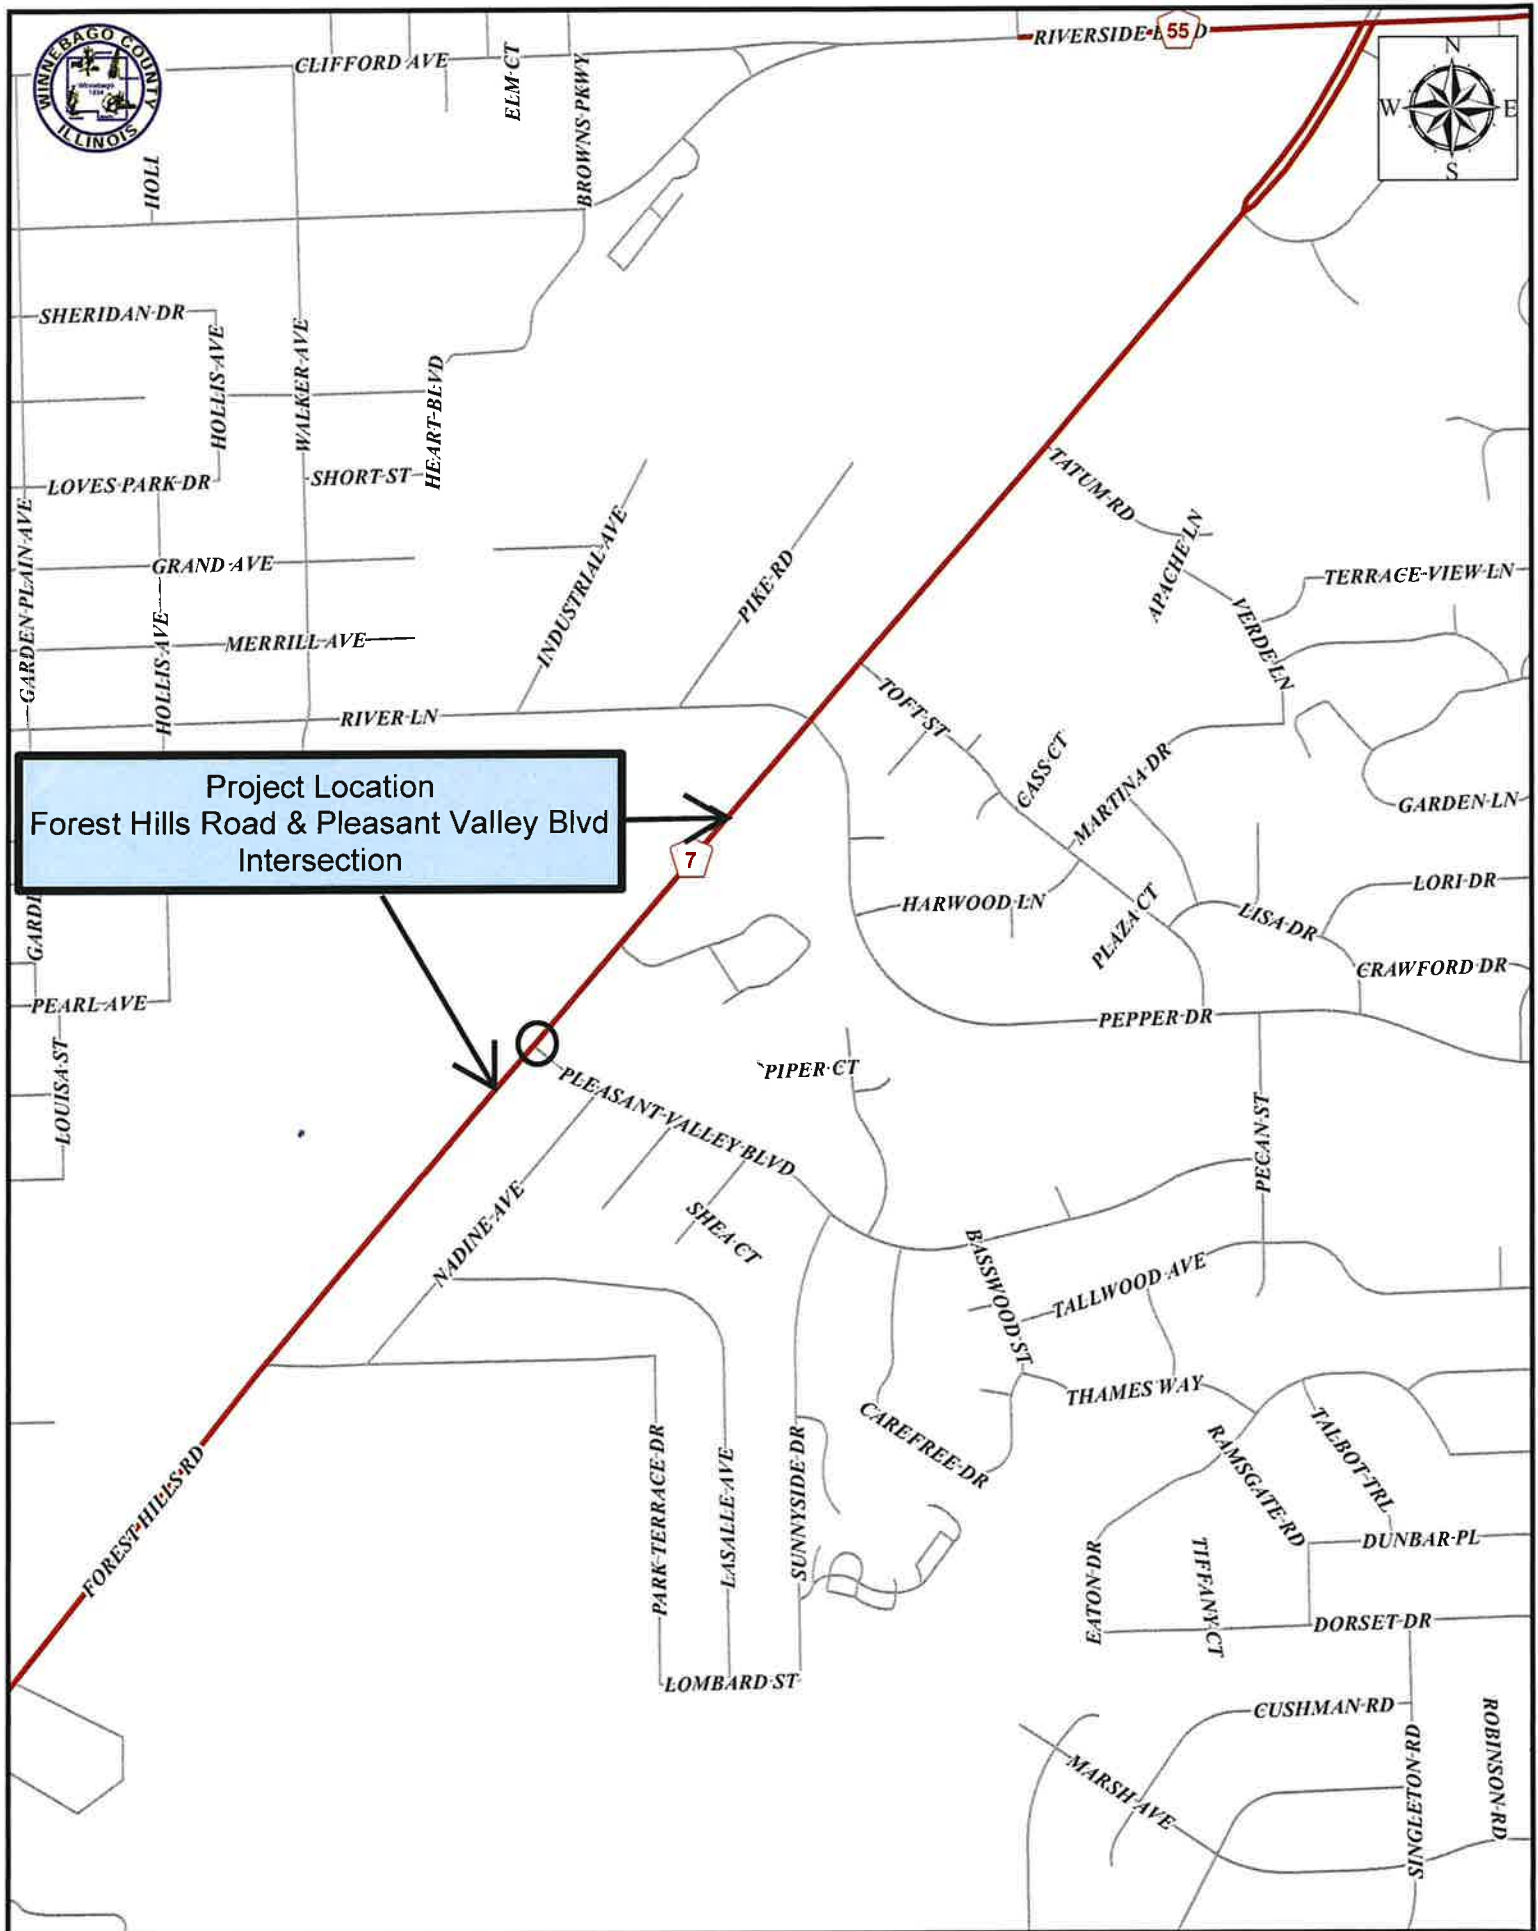 WINNEBAGO COUNTY
ILLINOIS
CLIFFORD AVE
ELM CT
BROWNS PKWY
RIVERSIDE
55
N
W
E
S
HOLL
SHERIDAN DR
HOLLIS AVE
WALKER AVE
HEART BLVD
LOVES PARK DR
SHORT ST
GARDEN PLAIN AVE
GRAND AVE
HOLLIS AVE
MERRILL AVE
INDUSTRIAL AVE
PIKE RD
RIVER LN
TATUM RD
APACHE LN
TERRACE VIEW LN
VERDE LN
TOFT ST
CASS CT
MARTINA DR
GARDEN LN
Project Location
Forest Hills Road & Pleasant Valley Blvd
Intersection
7
HARWOOD LN
PLAZA CT
LISA DR
LORI DR
CRAWFORD DR
GARDE
PEARL AVE
LOUISA ST
PEPPER DR
PIPER CT
PLEASANT VALLEY BLVD
PECAN ST
NADINE AVE
SHEA CT
BASSWOOD ST
TALLWOOD AVE
THAMES WAY
CAREFREE DR
RAMSGATE RD
TALBOT TRL
FOREST HILLS RD
PARK TERRACE DR
LASALLE AVE
SUNNYSIDE DR
EATON DR
TIFFANY CT
DUNBAR PL
DORSET DR
LOMBARD ST
CUSHMAN RD
MARSH AVE
SINGLETON RD
ROBINSON RD